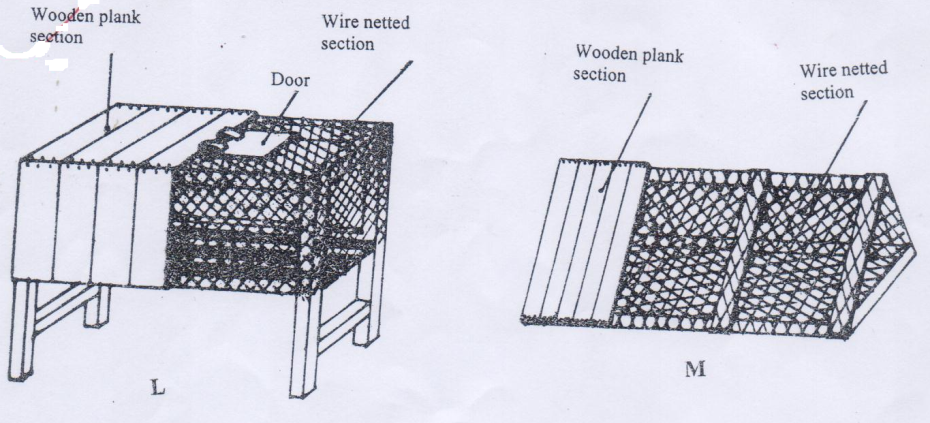 Wooden plank
section
Wire netted
section
Door
L
Wooden plank
section
Wire netted
section
M